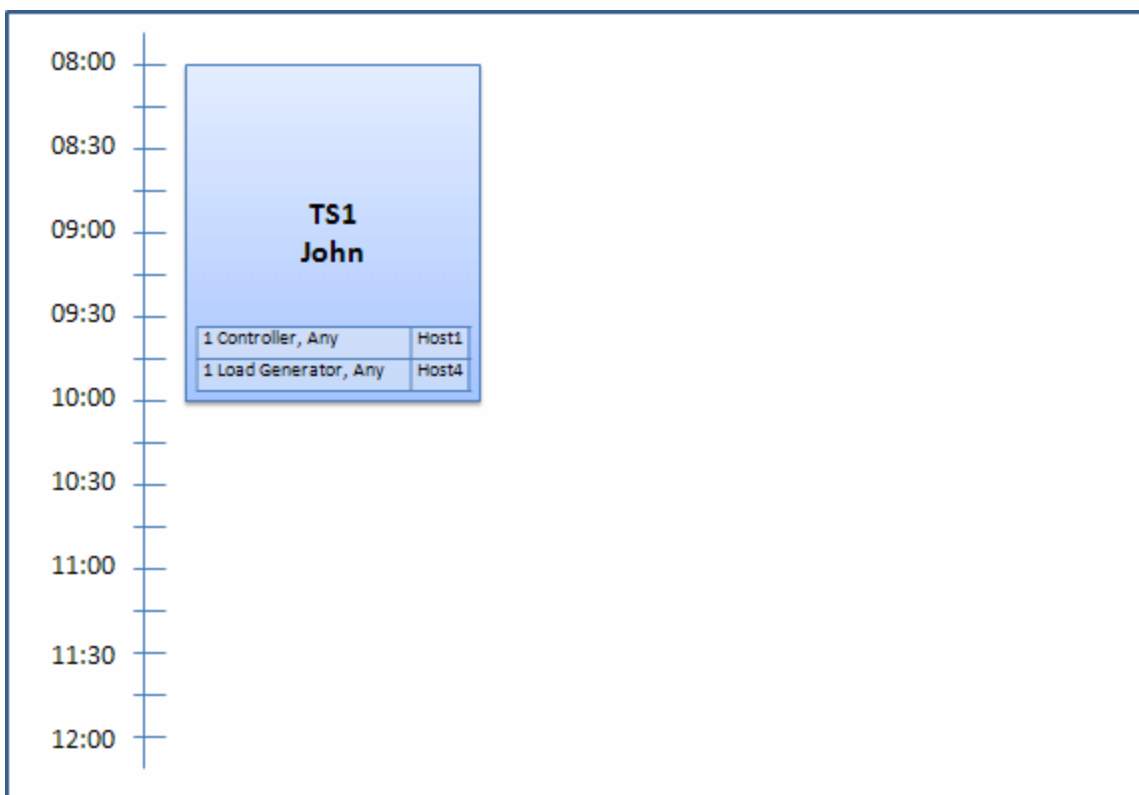 08:00
08:30
09:00
09:30
10:00
10:30
11:00
11:30
12:00
TS1
John
1 Controller, Any Host1
1 Load Generator, Any Host4